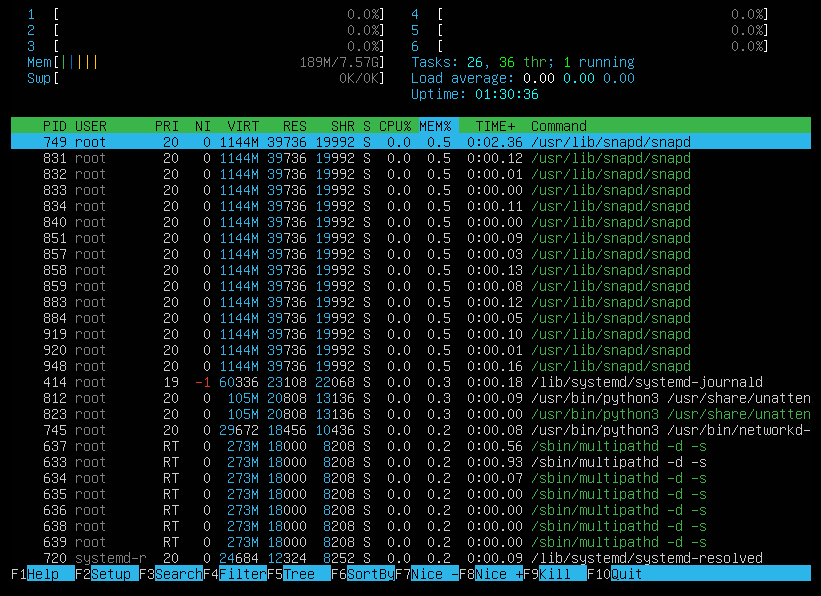 1 [ 0.0%] 4 [ 0.0%]
2 [ 0.0%] 5 [ 0.0%]
3 [ 0.0%] 6 [ 0.0%]
Mem[||||| 189M/7.57G] Tasks: 26, 36 thr; 1 running
Swp[ 0K/0K] Load average: 0.00 0.00 0.00
Uptime: 01:30:36
PID USER PRI NI VIRT RES SHR S CPU% MEM% TIME+ Command
749 root 20 0 1144M 39736 19992 S 0.0 0.5 0:02.36 /usr/lib/snapd/snapd
831 root 20 0 1144M 39736 19992 S 0.0 0.5 0:00.12 /usr/lib/snapd/snapd
832 root 20 0 1144M 39736 19992 S 0.0 0.5 0:00.01 /usr/lib/snapd/snapd
833 root 20 0 1144M 39736 19992 S 0.0 0.5 0:00.00 /usr/lib/snapd/snapd
834 root 20 0 1144M 39736 19992 S 0.0 0.5 0:00.11 /usr/lib/snapd/snapd
840 root 20 0 1144M 39736 19992 S 0.0 0.5 0:00.00 /usr/lib/snapd/snapd
851 root 20 0 1144M 39736 19992 S 0.0 0.5 0:00.09 /usr/lib/snapd/snapd
857 root 20 0 1144M 39736 19992 S 0.0 0.5 0:00.03 /usr/lib/snapd/snapd
858 root 20 0 1144M 39736 19992 S 0.0 0.5 0:00.13 /usr/lib/snapd/snapd
859 root 20 0 1144M 39736 19992 S 0.0 0.5 0:00.08 /usr/lib/snapd/snapd
883 root 20 0 1144M 39736 19992 S 0.0 0.5 0:00.12 /usr/lib/snapd/snapd
884 root 20 0 1144M 39736 19992 S 0.0 0.5 0:00.05 /usr/lib/snapd/snapd
919 root 20 0 1144M 39736 19992 S 0.0 0.5 0:00.10 /usr/lib/snapd/snapd
920 root 20 0 1144M 39736 19992 S 0.0 0.5 0:00.01 /usr/lib/snapd/snapd
948 root 20 0 1144M 39736 19992 S 0.0 0.5 0:00.16 /usr/lib/snapd/snapd
414 root 19 -1 60336 23108 22068 S 0.0 0.3 0:00.18 /lib/systemd/systemd-journald
812 root 20 0 105M 20808 13136 S 0.0 0.3 0:00.09 /usr/bin/python3 /usr/share/unatten
823 root 20 0 105M 20808 13136 S 0.0 0.3 0:00.00 /usr/bin/python3 /usr/share/unatten
745 root 20 0 29672 18456 10436 S 0.0 0.2 0:00.08 /usr/bin/python3 /usr/bin/networkd-
637 root RT 0 273M 18000 8208 S 0.0 0.2 0:00.56 /sbin/multipathd -d -s
633 root RT 0 273M 18000 8208 S 0.0 0.2 0:00.93 /sbin/multipathd -d -s
634 root RT 0 273M 18000 8208 S 0.0 0.2 0:00.07 /sbin/multipathd -d -s
635 root RT 0 273M 18000 8208 S 0.0 0.2 0:00.00 /sbin/multipathd -d -s
636 root RT 0 273M 18000 8208 S 0.0 0.2 0:00.00 /sbin/multipathd -d -s
638 root RT 0 273M 18000 8208 S 0.0 0.2 0:00.00 /sbin/multipathd -d -s
639 root RT 0 273M 18000 8208 S 0.0 0.2 0:00.00 /sbin/multipathd -d -s
720 systemd-r 20 0 24684 12324 8252 S 0.0 0.2 0:00.09 /lib/systemd/systemd-resolved
F1Help F2Setup F3SearchF4FilterF5Tree F6SortByF7Nice -F8Nice +F9Kill F10Quit